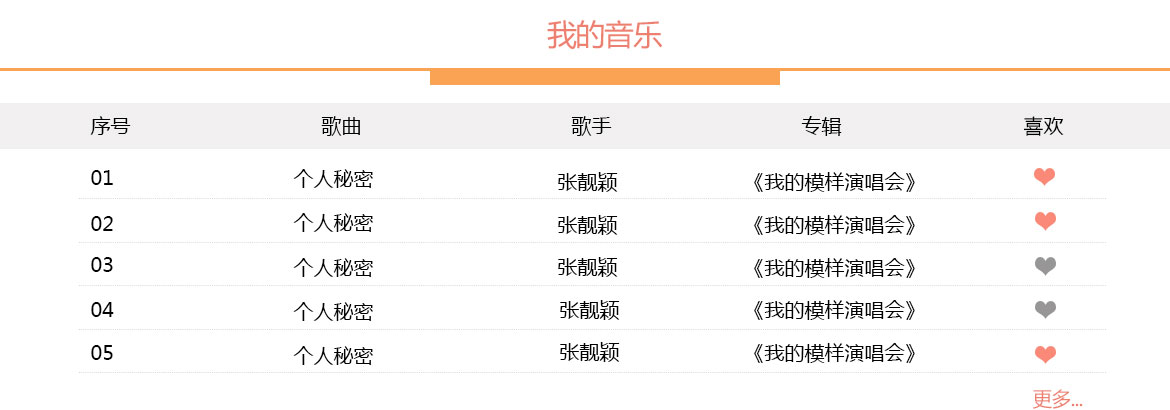 我的音乐
序号 歌曲 歌手 专辑 喜欢
01 个人秘密 张靓颖 《我的模样演唱会》
02 个人秘密 张靓颖 《我的模样演唱会》
03 个人秘密 张靓颖 《我的模样演唱会》
04 个人秘密 张靓颖 《我的模样演唱会》
05 个人秘密 张靓颖 《我的模样演唱会》
更多...